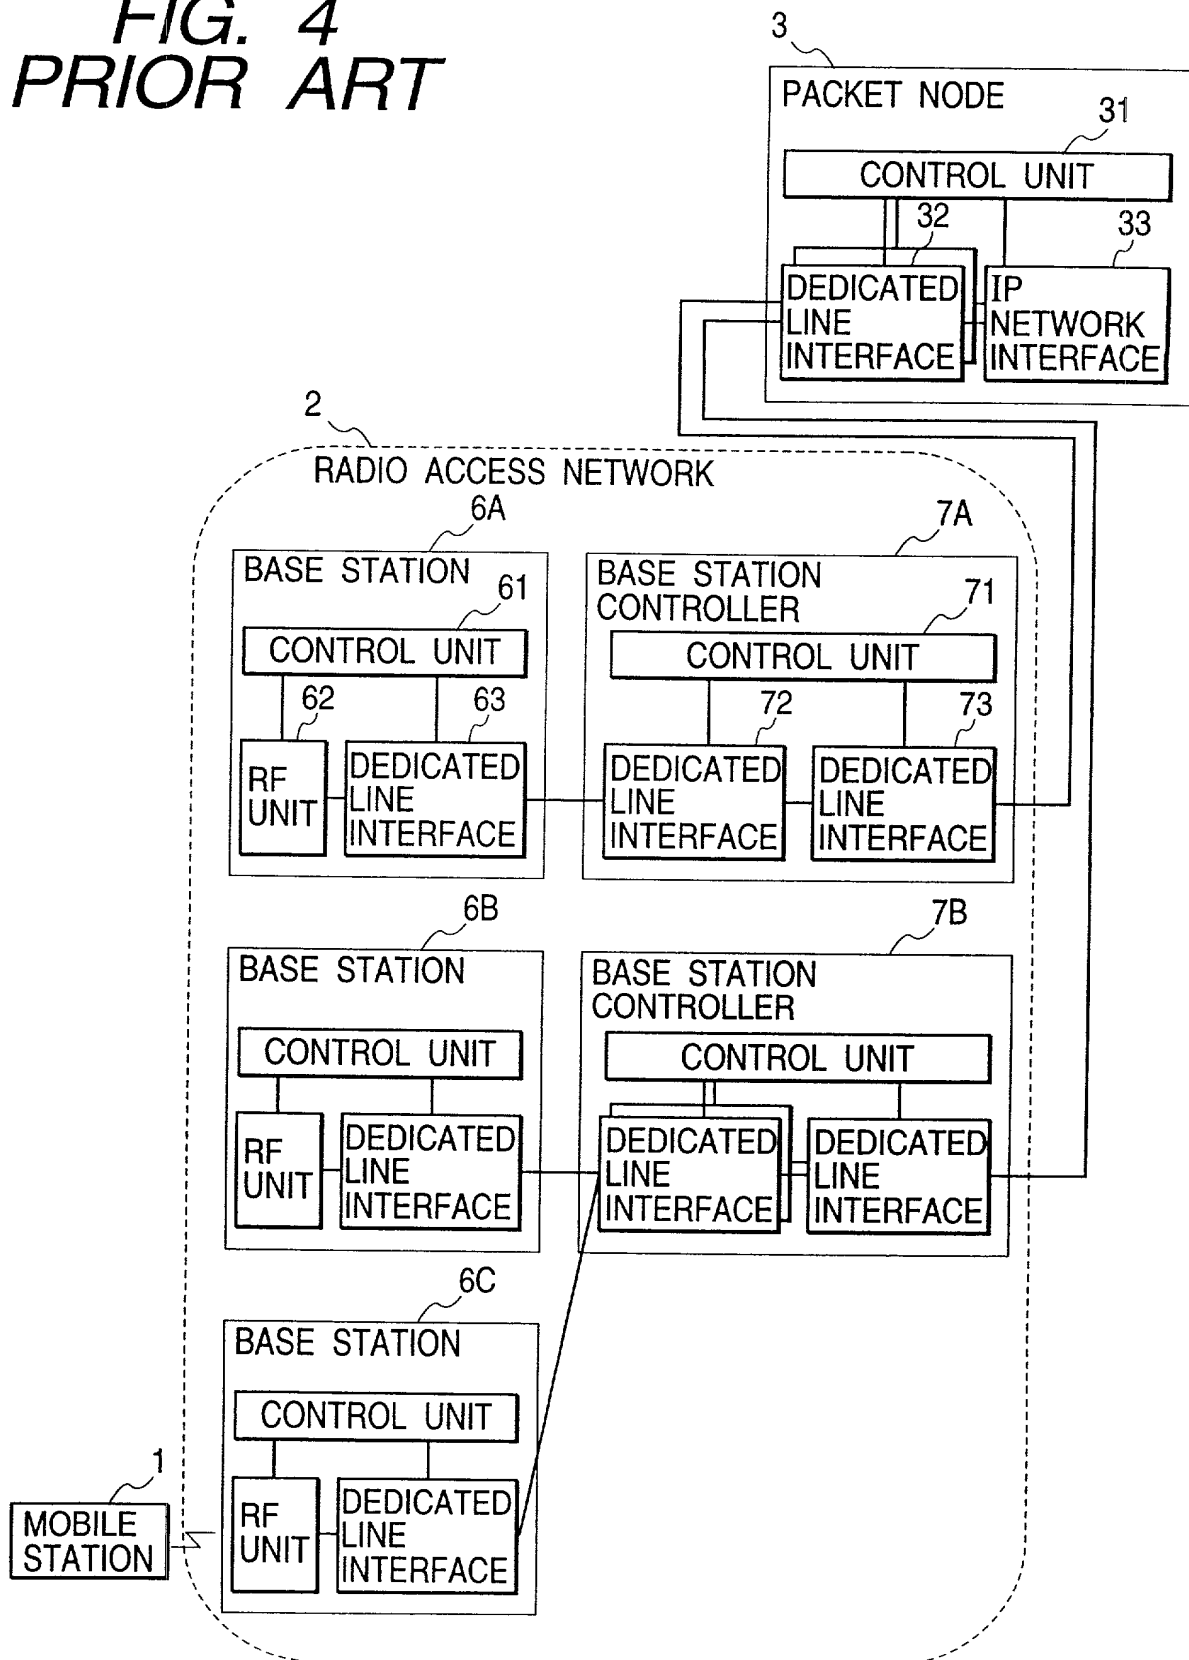 FIG. 4
PRIOR ART
3
PACKET NODE
31
CONTROL UNIT
32
33
DEDICATED
LINE
INTERFACE
IP
NETWORK
INTERFACE
2
RADIO ACCESS NETWORK
6A
BASE STATION
61
CONTROL UNIT
62
63
RF
UNIT
DEDICATED
LINE
INTERFACE
7A
BASE STATION
CONTROLLER
71
CONTROL UNIT
72
73
DEDICATED
LINE
INTERFACE
DEDICATED
LINE
INTERFACE
6B
BASE STATION
CONTROL UNIT
RF
UNIT
DEDICATED
LINE
INTERFACE
7B
BASE STATION
CONTROLLER
CONTROL UNIT
DEDICATED
LINE
INTERFACE
DEDICATED
LINE
INTERFACE
6C
BASE STATION
CONTROL UNIT
RF
UNIT
DEDICATED
LINE
INTERFACE
1
MOBILE
STATION